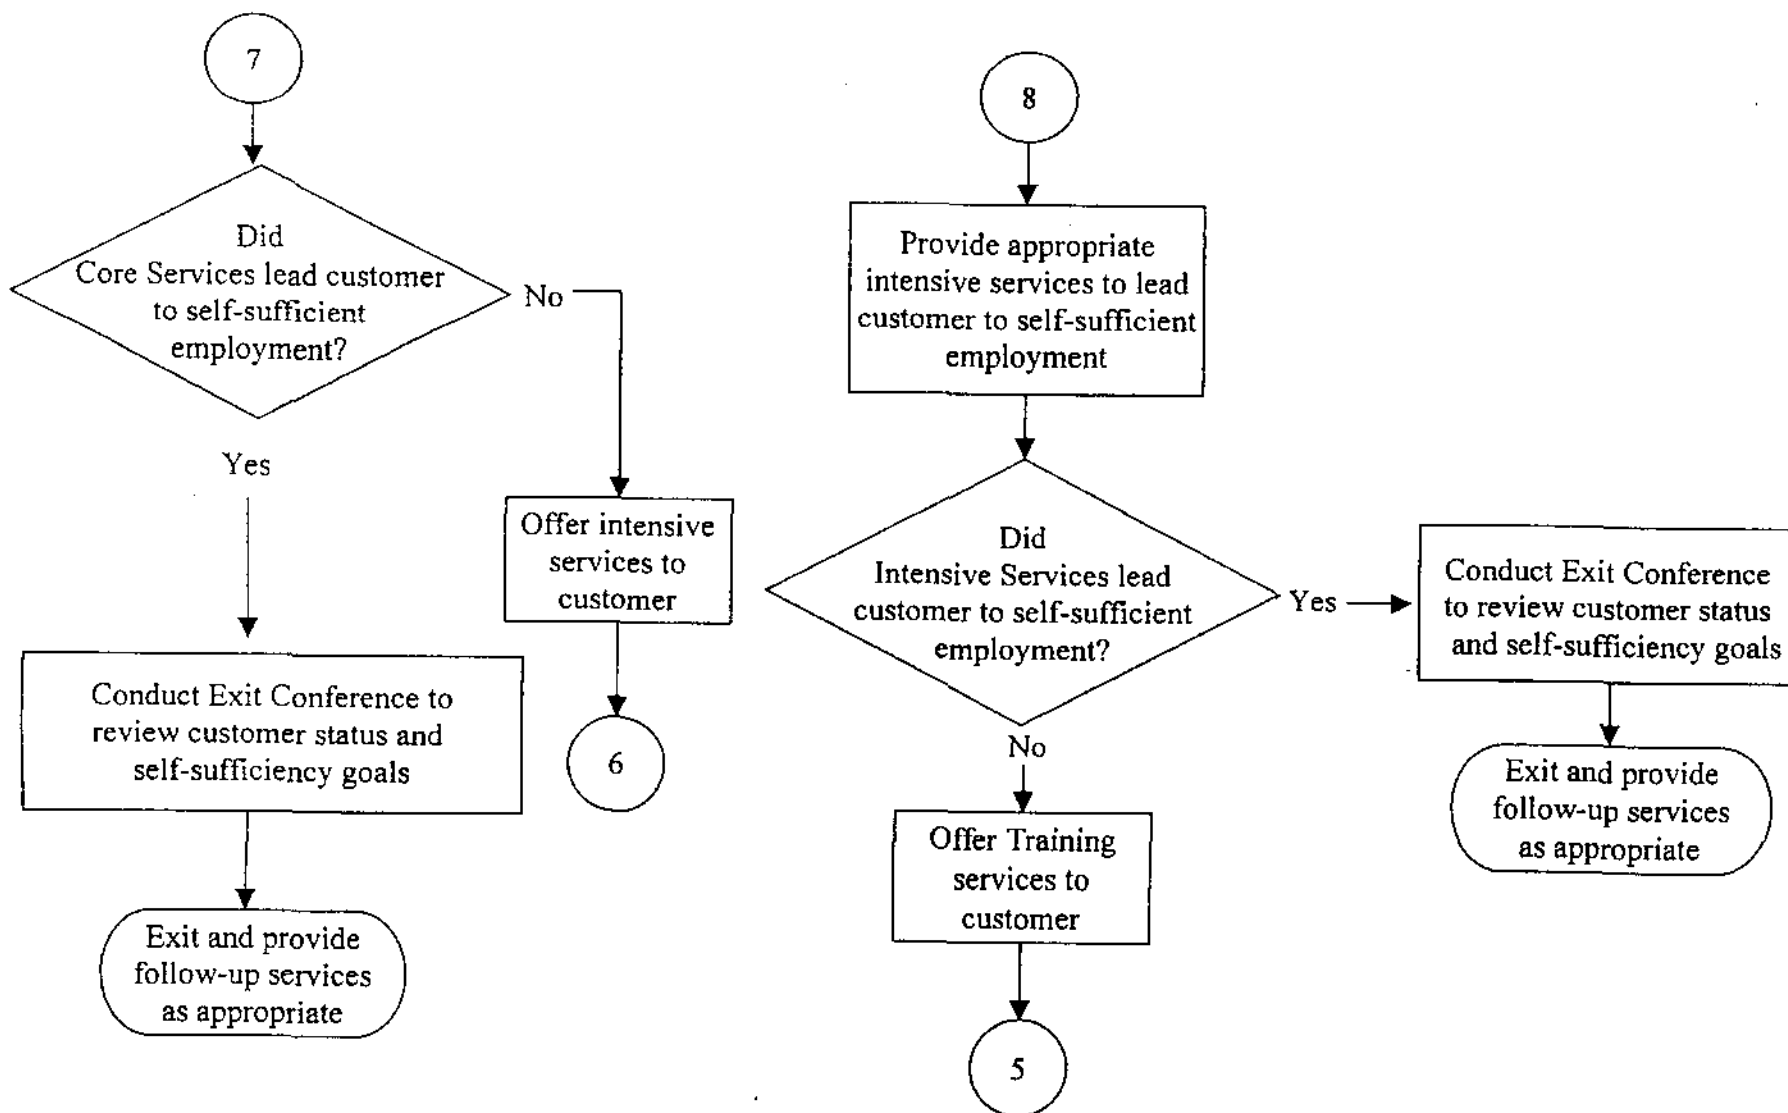 7
Did
Core Services lead customer
to self-sufficient
employment?
No
Yes
Offer intensive
services to
customer
6
Conduct Exit Conference to
review customer status and
self-sufficiency goals
Exit and provide
follow-up services
as appropriate
8
Provide appropriate
intensive services to lead
customer to self-sufficient
employment
Did
Intensive Services lead
customer to self-sufficient
employment?
Yes
Conduct Exit Conference
to review customer status
and self-sufficiency goals
Exit and provide
follow-up services
as appropriate
No
Offer Training
services to
customer
5